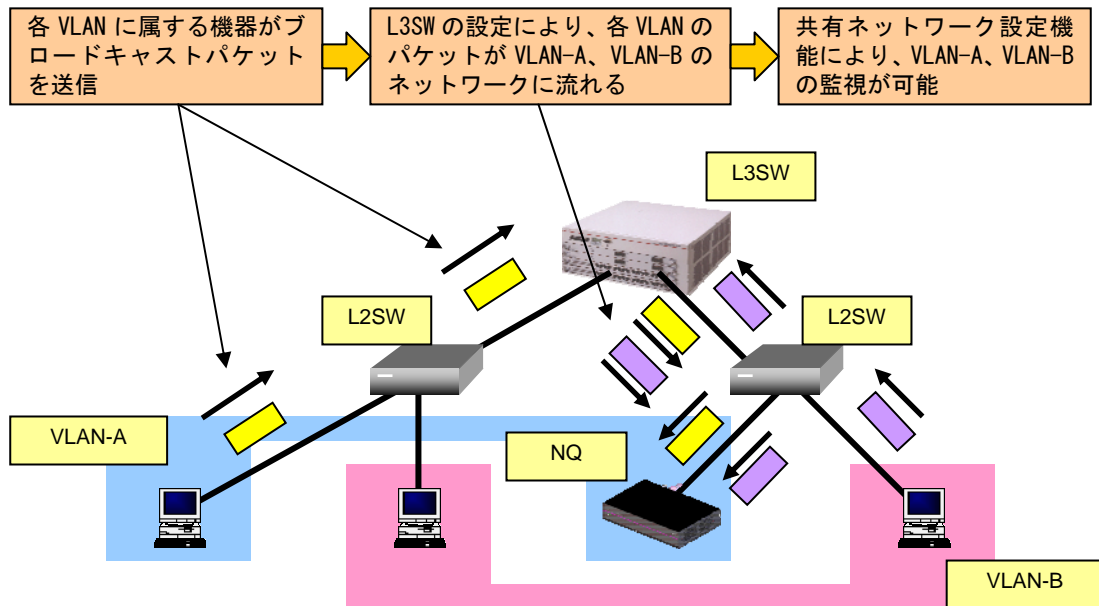 各 VLAN に属する機器がブ
ロードキャストパケット
を送信
L3SW の設定により、各 VLAN の
パケットが VLAN-A、VLAN-B の
ネットワークに流れる
共有ネットワーク設定機
能により、VLAN-A、VLAN-B
の監視が可能
L3SW
L2SW
L2SW
VLAN-A
NQ
VLAN-B